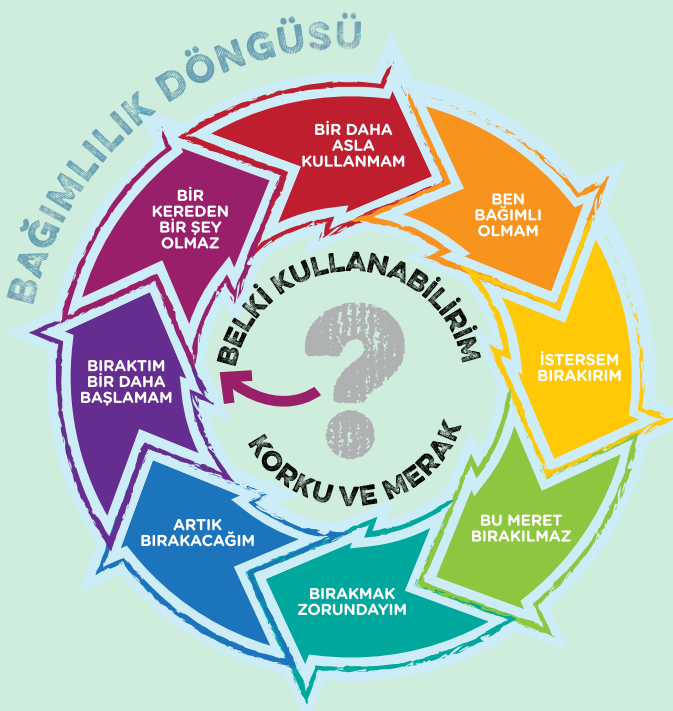 BAĞIMLILIK DÖNGÜSÜ
BİR DAHA
ASLA
KULLANMAM
BEN
BAĞIMLI
OLMAM
İSTERSEM
BIRAKIRIM
BU MERET
BIRAKILMAZ
BIRAKMAK
ZORUNDAYIM
ARTIK
BIRAKACAĞIM
BIRAKTIM
BİR DAHA
BAŞLAMAM
BİR
KEREDEN
BİR ŞEY
OLMAZ
BELKİ KULLANABİLİRİM
?
KORKU VE MERAK